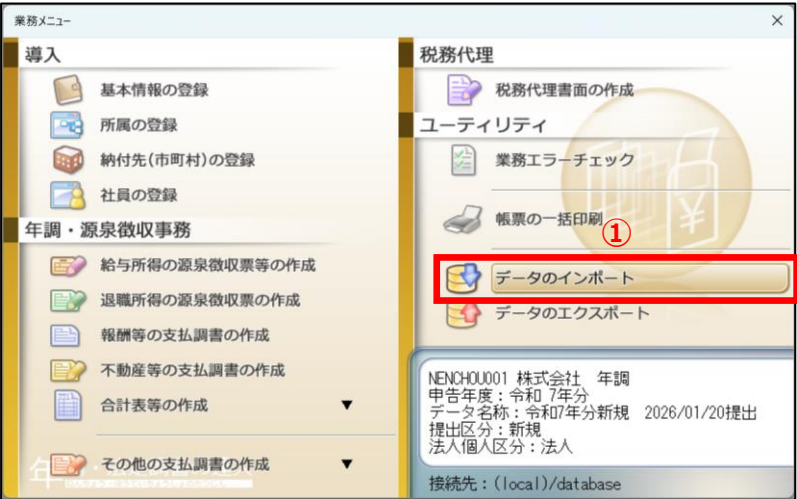 業務メニュー
導入
基本情報の登録
所属の登録
納付先(市町村)の登録
社員の登録
年調・源泉徴収事務
給与所得の源泉徴収票等の作成
退職所得の源泉徴収票の作成
報酬等の支払調書の作成
不動産等の支払調書の作成
合計表等の作成 ▼
その他の支払調書の作成 ▼
税務代理
税務代理書面の作成
ユーティリティ
業務エラーチェック
帳票の一括印刷
①
データのインポート
データのエクスポート
NENCHOU001 株式会社 年調
申告年度：令和 7年分
データ名称：令和7年分新規 2026/01/20提出
提出区分：新規
法人個人区分：法人
接続先：(local)/database